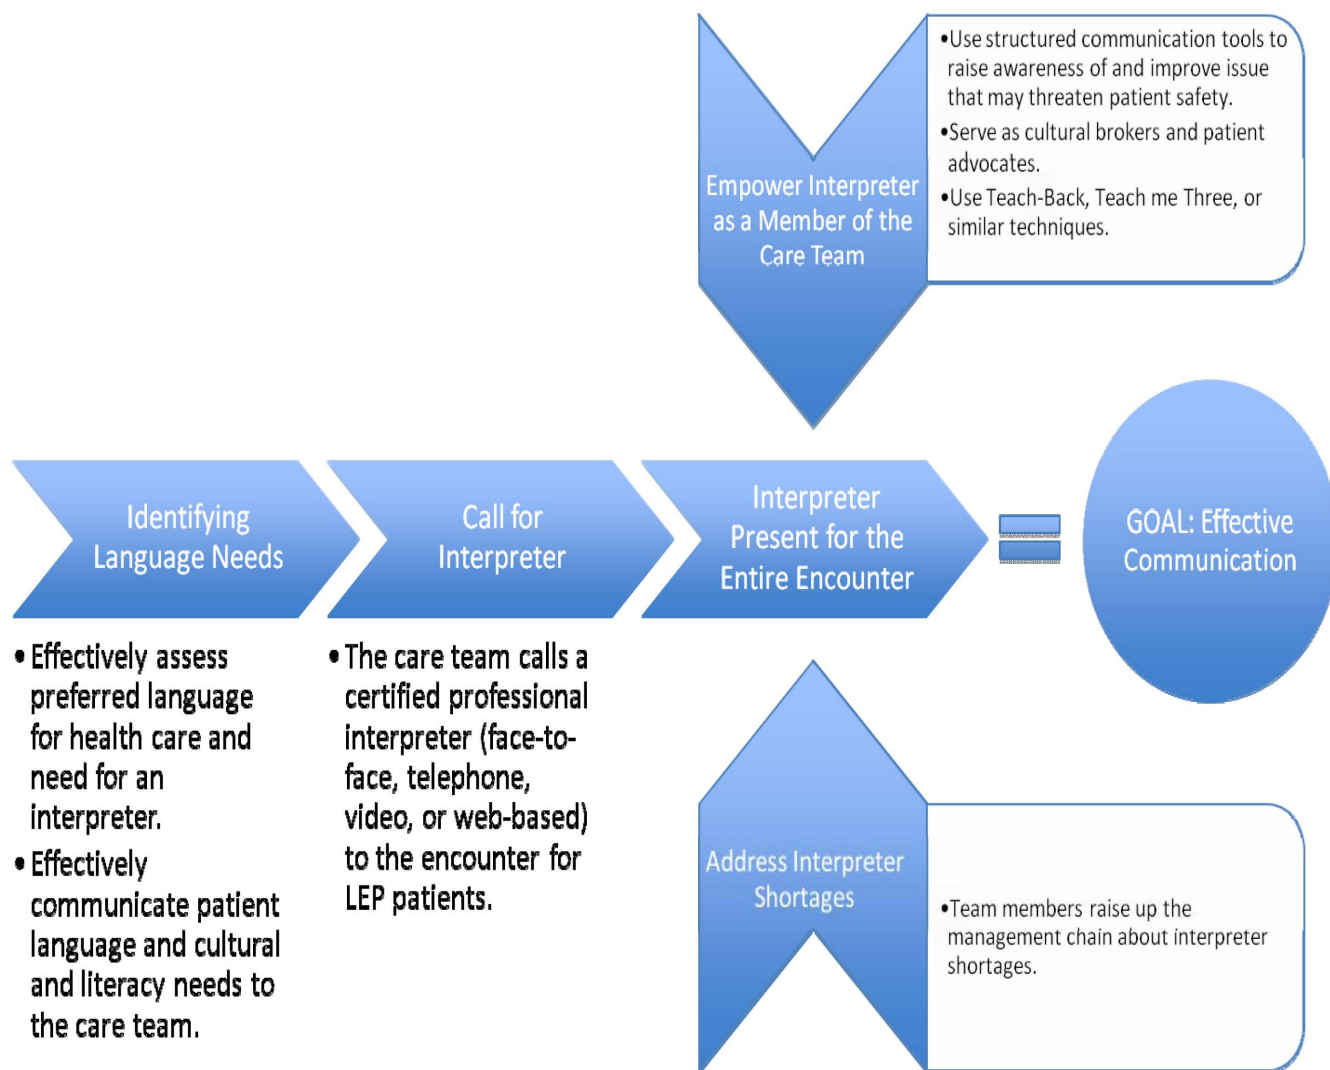 •Use structured communication tools to
raise awareness of and improve issue
that may threaten patient safety.
•Serve as cultural brokers and patient
advocates.
•Use Teach-Back, Teach me Three, or
similar techniques.
Empower Interpreter
as a Member of the
Care Team
Identifying
Language Needs
Call for
Interpreter
Interpreter
Present for the
Entire Encounter
GOAL: Effective
Communication
•Effectively assess
preferred language
for health care and
need for an
interpreter.
•Effectively
communicate patient
language and cultural
and literacy needs to
the care team.
•The care team calls a
certified professional
interpreter (face-to-
face, telephone,
video, or web-based)
to the encounter for
LEP patients.
Address Interpreter
Shortages
•Team members raise up the
management chain about interpreter
shortages.